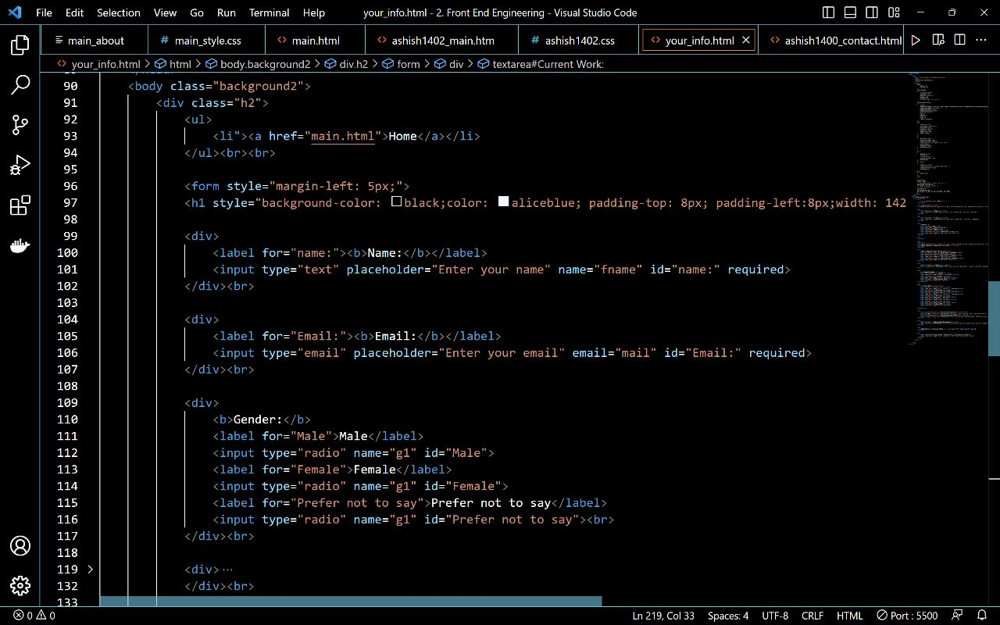 File Edit Selection View Go Run Terminal Help your_info.html - 2. Front End Engineering - Visual Studio Code
main_about main_style.css main.html ashish1402_main.htm ashish1402.css your_info.html ashish1400_contact.html
your_info.html > html > body.background2 > div.h2 > form > div > textarea#Current Work:
90 <body class="background2">
91 <div class="h2">
92 <ul>
93 <li"><a href="main.html">Home</a></li>
94 </ul><br><br>
95
96 <form style="margin-left: 5px;">
97 <h1 style="background-color: black;color: aliceblue; padding-top: 8px; padding-left:8px;width: 142
98
99 <div>
100 <label for="name:"><b>Name:</b></label>
101 <input type="text" placeholder="Enter your name" name="fname" id="name:" required>
102 </div><br>
103
104 <div>
105 <label for="Email:"><b>Email:</b></label>
106 <input type="email" placeholder="Enter your email" email="mail" id="Email:" required>
107 </div><br>
108
109 <div>
110 <b>Gender:</b>
111 <label for="Male">Male</label>
112 <input type="radio" name="g1" id="Male">
113 <label for="Female">Female</label>
114 <input type="radio" name="g1" id="Female">
115 <label for="Prefer not to say">Prefer not to say</label>
116 <input type="radio" name="g1" id="Prefer not to say"><br>
117 </div><br>
118
119 <div>···
132 </div><br>
133
0 0 Ln 219, Col 33 Spaces: 4 UTF-8 CRLF HTML Port : 5500